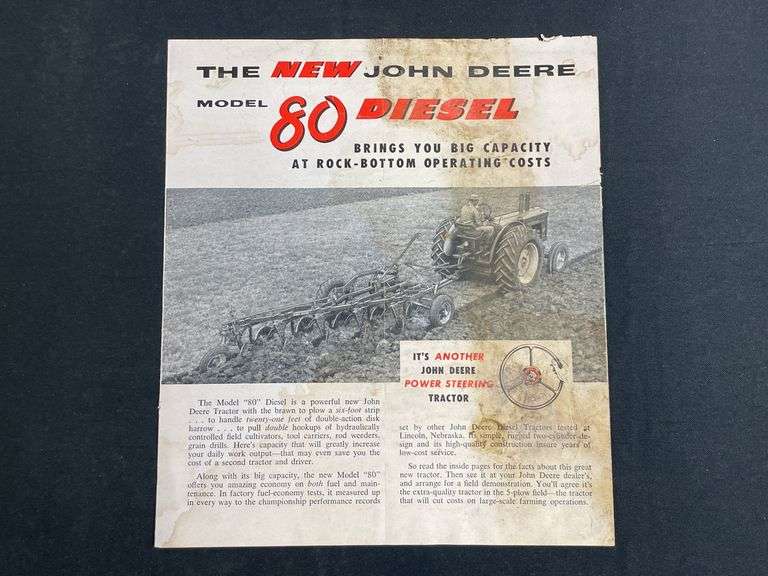 THE NEW JOHN DEERE
MODEL 80 DIESEL
BRINGS YOU BIG CAPACITY
AT ROCK-BOTTOM OPERATING COSTS
IT'S ANOTHER
JOHN DEERE
POWER STEERING
TRACTOR
The Model "80" Diesel is a powerful new John
Deere Tractor with the brawn to plow a six-foot strip
. . . to handle twenty-one feet of double-action disk
harrow . . . to pull double hookups of hydraulically
controlled field cultivators, tool carriers, rod weeders,
grain drills. Here's capacity that will greatly increase
your daily work output—that may even save you the
cost of a second tractor and driver.
Along with its big capacity, the new Model "80"
offers you amazing economy on both fuel and main-
tenance. In factory fuel-economy tests, it measured up
in every way to the championship performance records
set by other John Deere Diesel Tractors tested at
Lincoln, Nebraska. Its simple, rugged two-cylinder de-
sign and its high-quality construction insure years of
low-cost service.
So read the inside pages for the facts about this great
new tractor. Then see it at your John Deere dealer's,
and arrange for a field demonstration. You'll agree it's
the extra-quality tractor in the 5-plow field—the tractor
that will cut costs on large-scale farming operations.